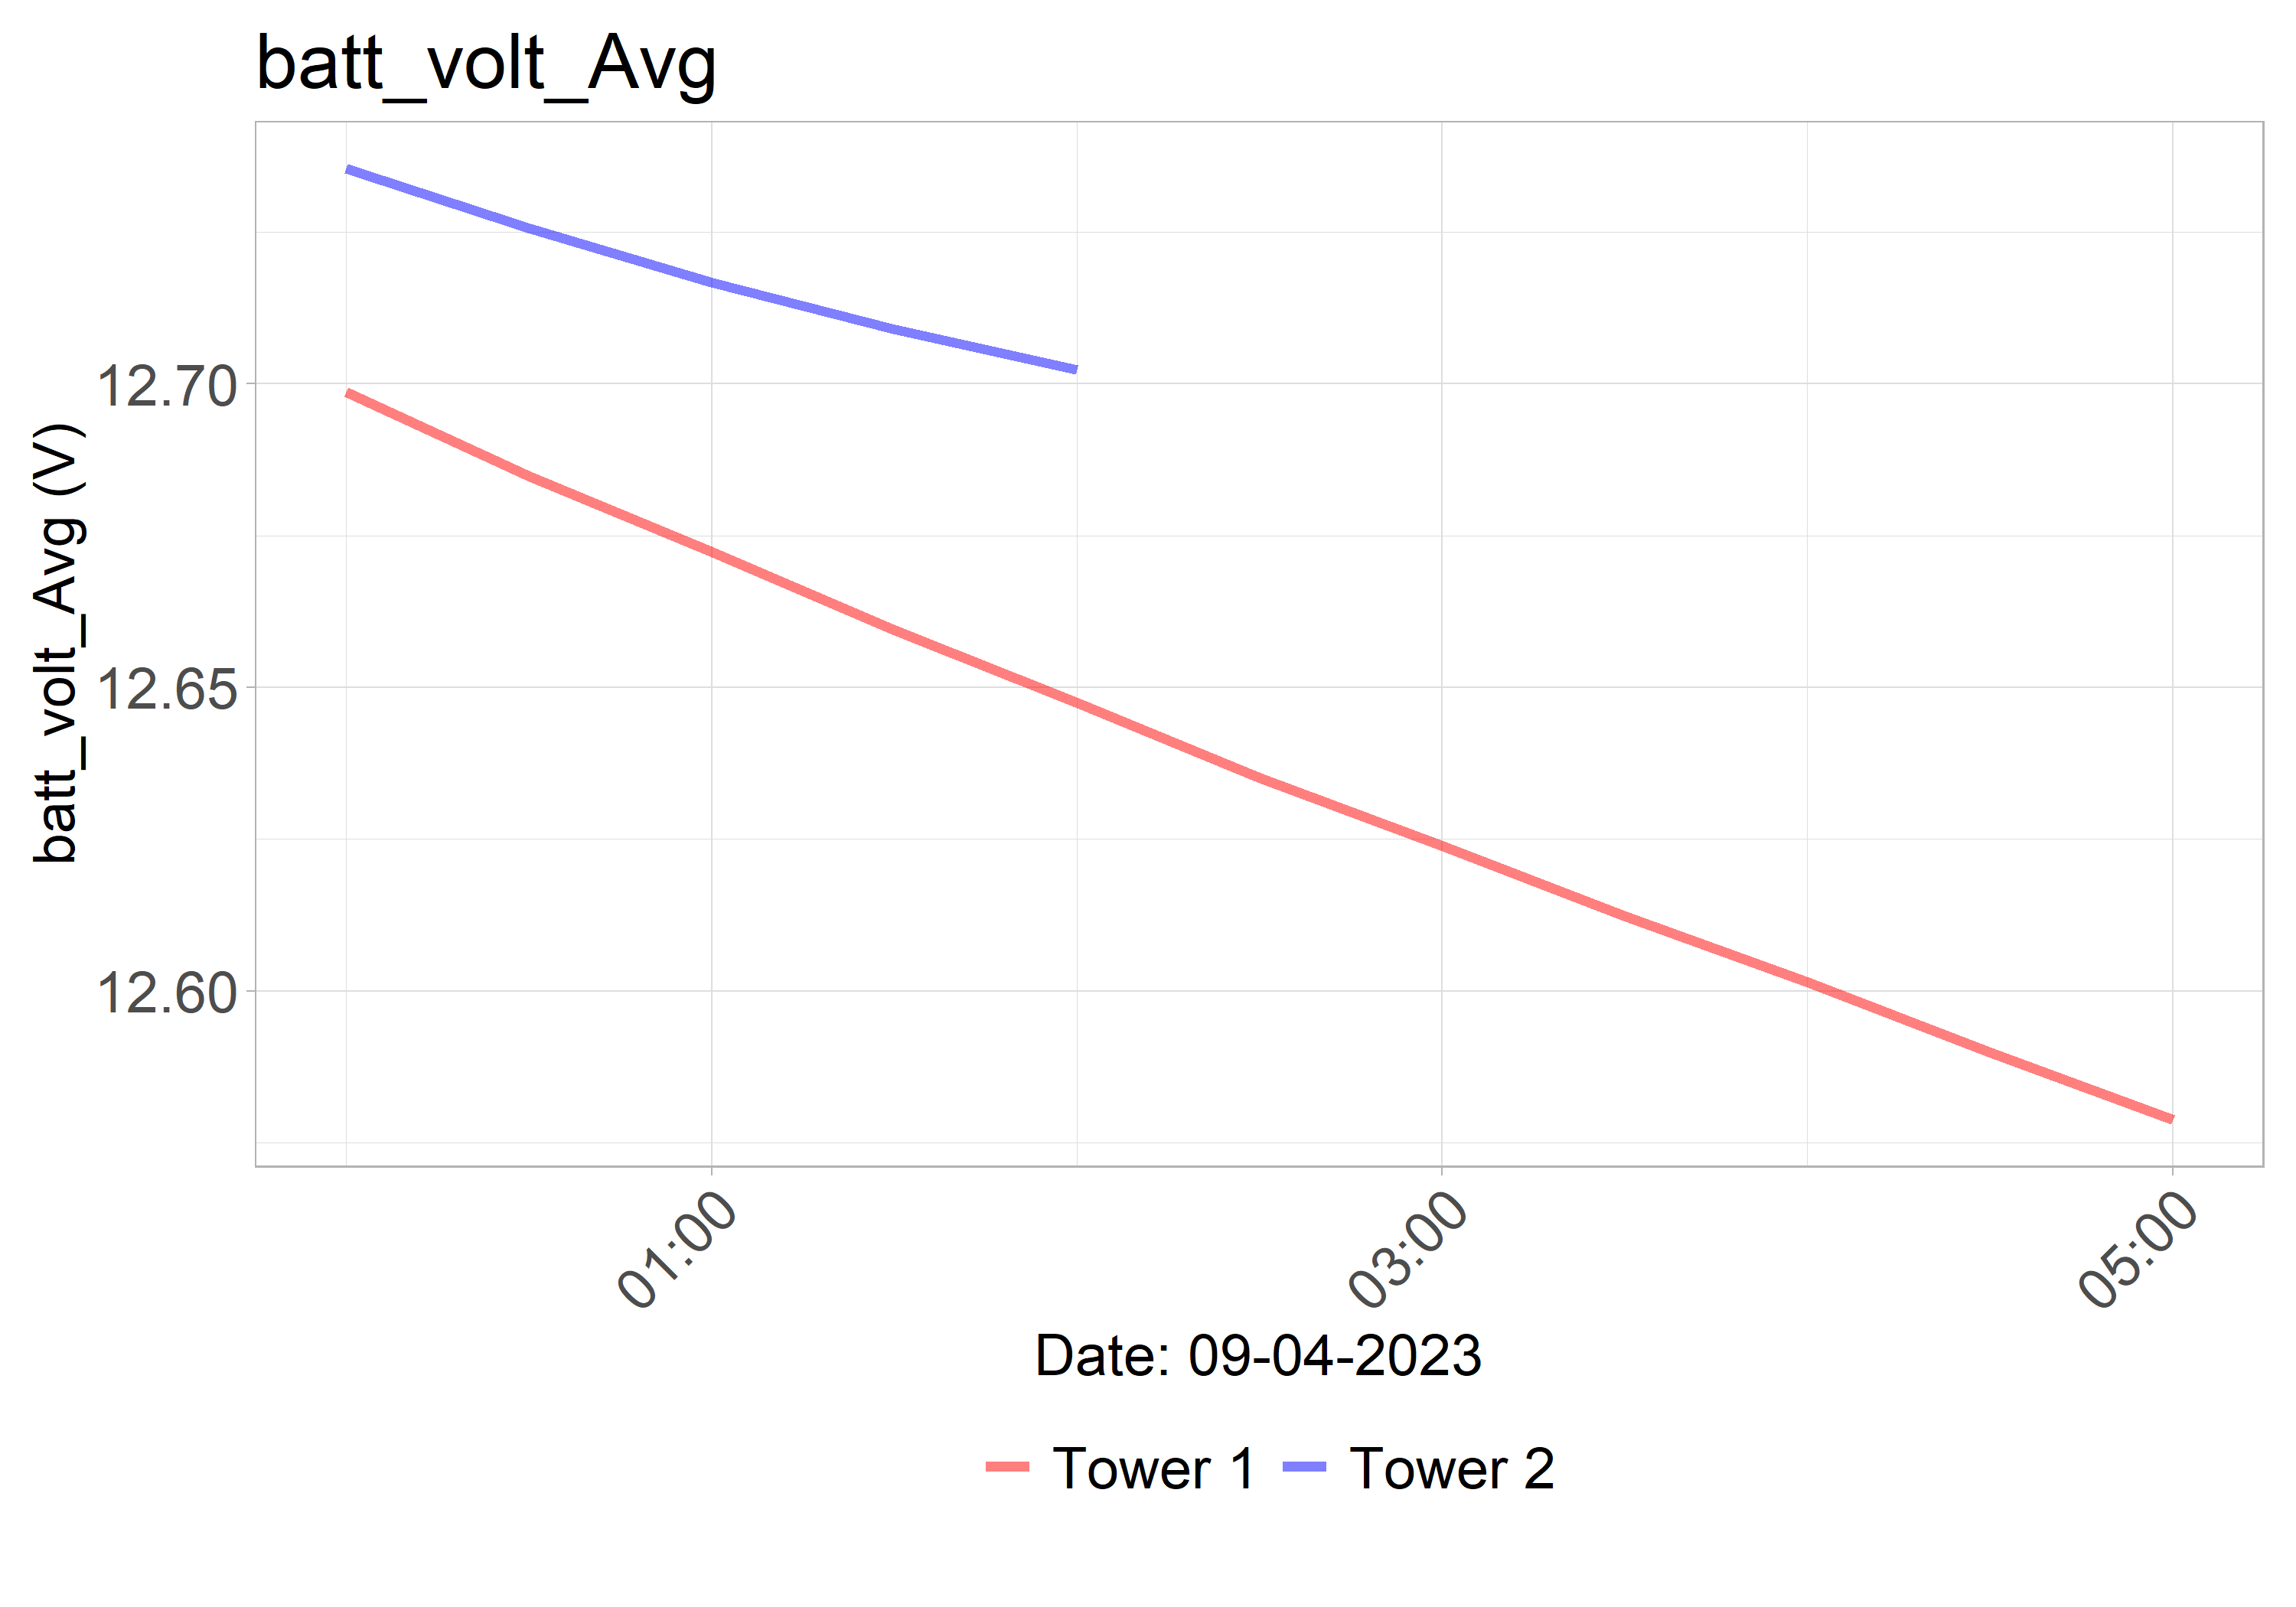 batt_volt_Avg
batt_volt_Avg (V)
12.70
12.65
12.60
01:00
03:00
05:00
Date: 09-04-2023
Tower 1
Tower 2